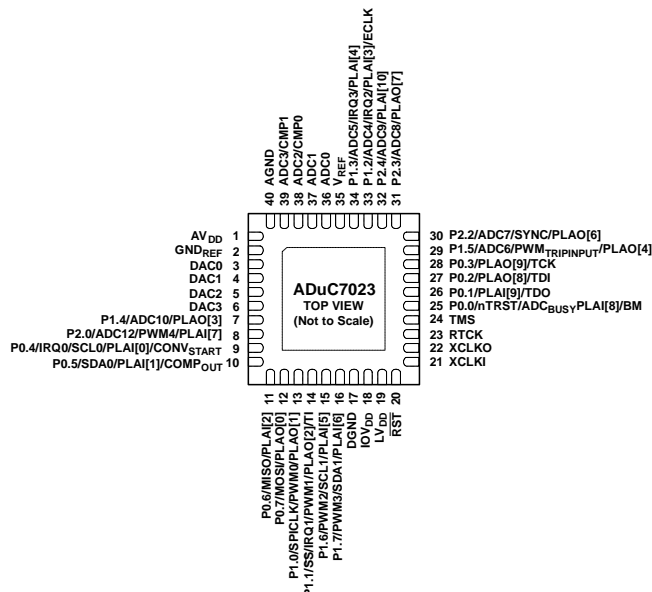 40 AGND
39 ADC3/CMP1
38 ADC2/CMP0
37 ADC1
36 ADC0
35 VREF
34 P1.3/ADC5/IRQ3/PLAI[4]
33 P1.2/ADC4/IRQ2/PLAI[3]/ECLK
32 P2.4/ADC9/PLAI[10]
31 P2.3/ADC8/PLAO[7]
AVDD 1
GNDREF 2
DAC0 3
DAC1 4
DAC2 5
DAC3 6
P1.4/ADC10/PLAO[3] 7
P2.0/ADC12/PWM4/PLAI[7] 8
P0.4/IRQ0/SCL0/PLAI[0]/CONVSTART 9
P0.5/SDA0/PLAI[1]/COMPOUT 10
ADuC7023
TOP VIEW
(Not to Scale)
30 P2.2/ADC7/SYNC/PLAO[6]
29 P1.5/ADC6/PWMTRIPINPUT/PLAO[4]
28 P0.3/PLAO[9]/TCK
27 P0.2/PLAO[8]/TDI
26 P0.1/PLAI[9]/TDO
25 P0.0/nTRST/ADCBUSYPLAI[8]/BM
24 TMS
23 RTCK
22 XCLKO
21 XCLKI
P0.6/MISO/PLAI[2] 11
P0.7/MOSI/PLAO[0] 12
P1.0/SPICLK/PWM0/PLAO[1] 13
P1.1/SS/IRQ1/PWM1/PLAO[2]/TI 14
P1.6/PWM2/SCL1/PLAI[5] 15
P1.7/PWM3/SDA1/PLAI[6] 16
DGND 17
IOVDD 18
LVDD 19
RST 20